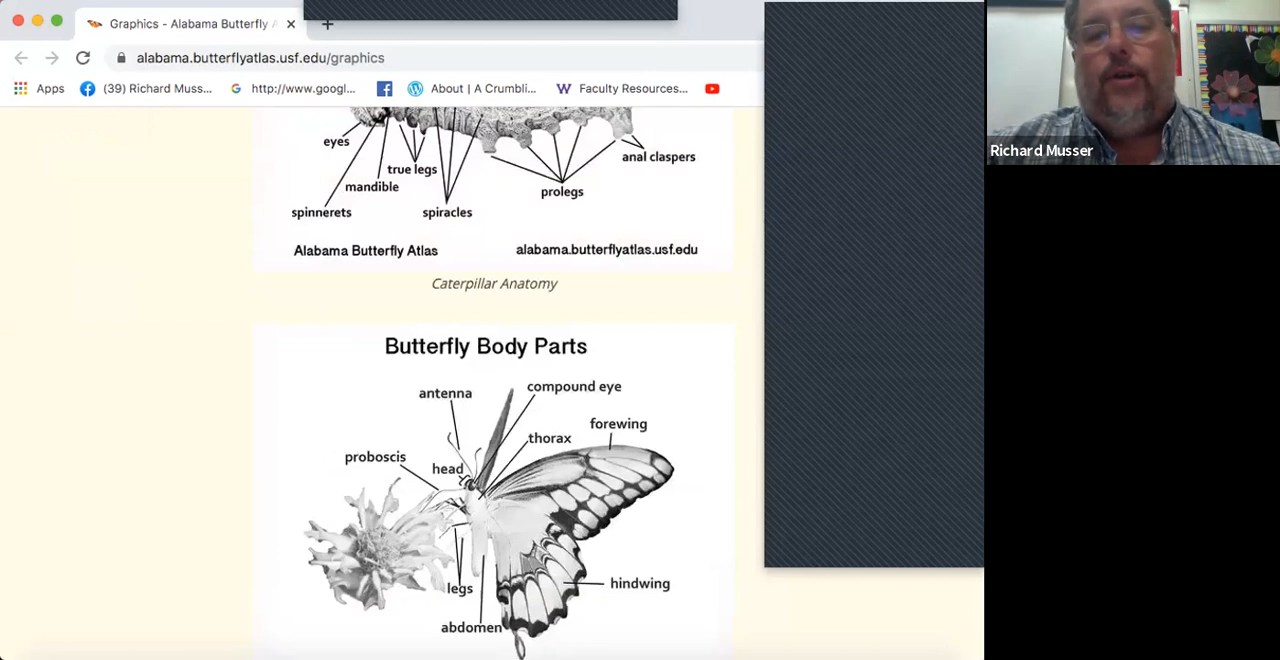 Graphics - Alabama Butterfly A
alabama.butterflyatlas.usf.edu/graphics
Apps (39) Richard Muss... http://www.googl... About | A Crumbli... Faculty Resources...
Richard Musser
eyes
true legs
anal claspers
mandible
prolegs
spinnerets
spiracles
Alabama Butterfly Atlas alabama.butterflyatlas.usf.edu
Caterpillar Anatomy
Butterfly Body Parts
antenna
compound eye
forewing
thorax
proboscis
head
legs
hindwing
abdomen